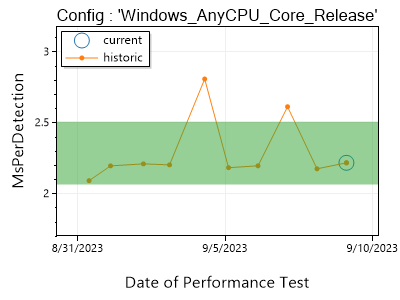 Config : 'Windows_AnyCPU_Core_Release'
current
historic
3
2.5
2
MsPerDetection
8/31/2023
9/5/2023
9/10/2023
Date of Performance Test